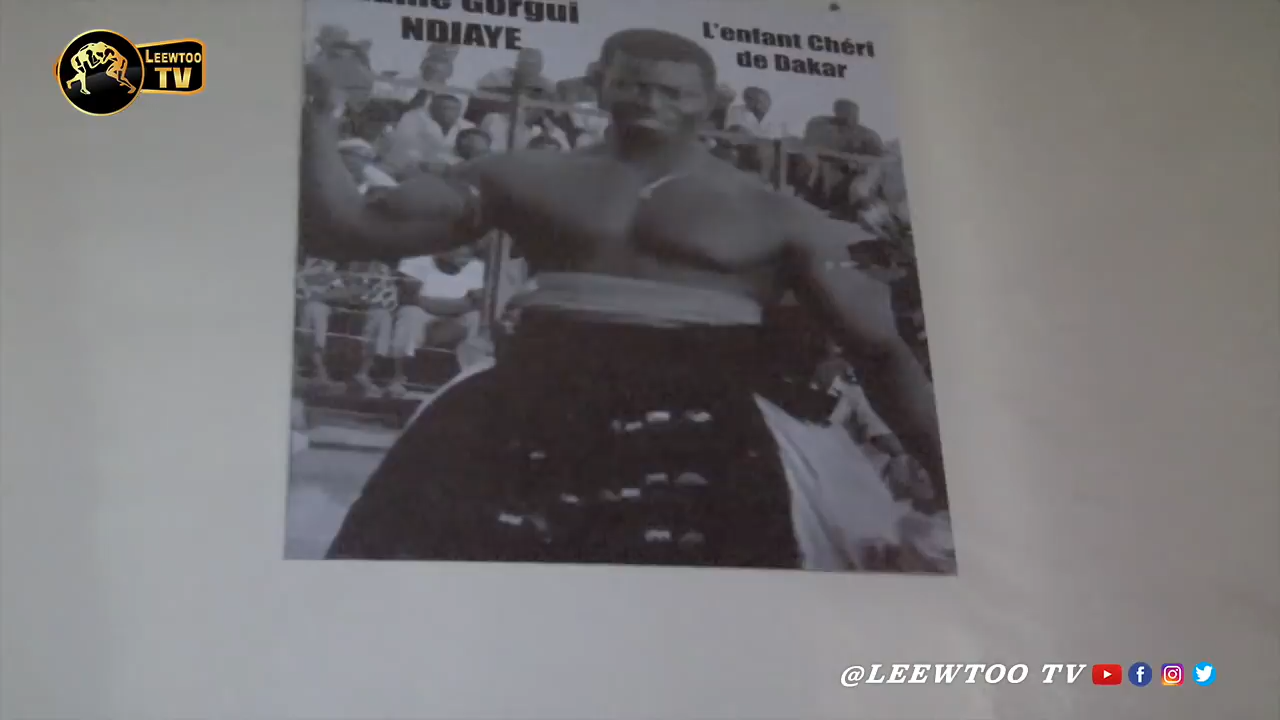 LEEWTOO
TV
Gorgui
NDIAYE
L'enfant Chéri
de Dakar
@LEEWTOO TV